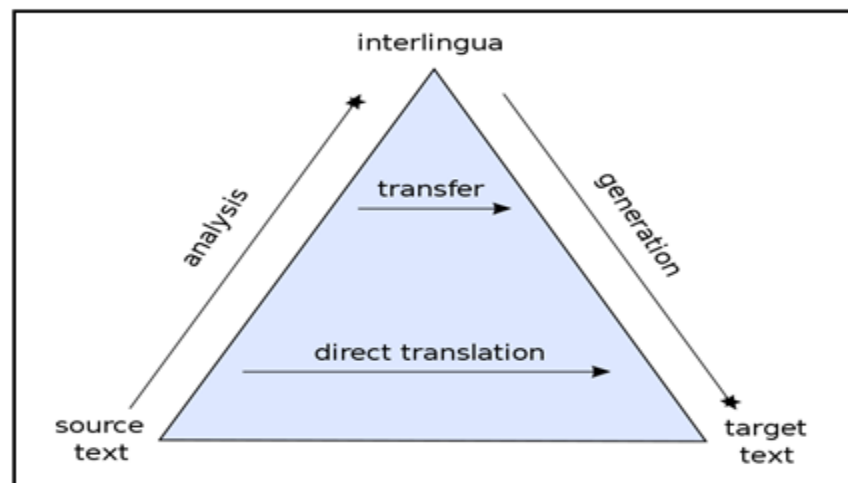 interlingua
transfer
analysis
generation
direct translation
source
text
target
text